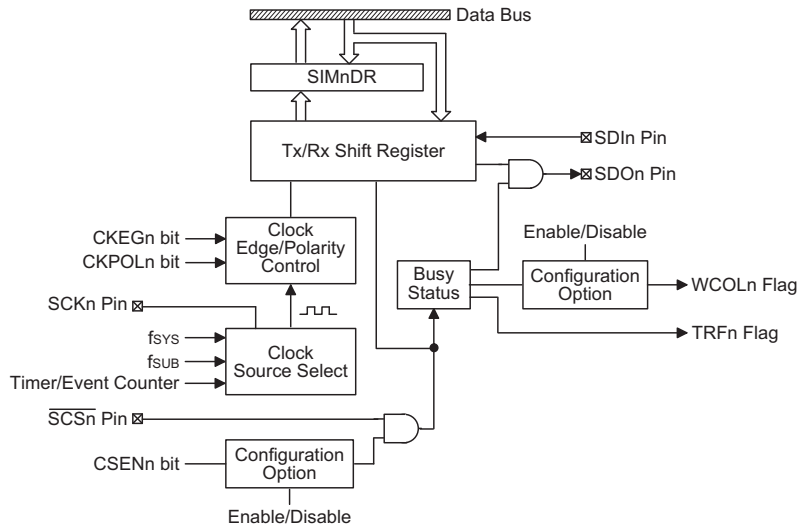 Data Bus
SIMnDR
Tx/Rx Shift Register
SDIn Pin
SDOn Pin
CKEGn bit
CKPOLn bit
Clock
Edge/Polarity
Control
Enable/Disable
Busy
Status
Configuration
Option
WCOLn Flag
TRFn Flag
SCKn Pin
fSYS
fSUB
Timer/Event Counter
Clock
Source Select
SCSn Pin
CSENn bit
Configuration
Option
Enable/Disable